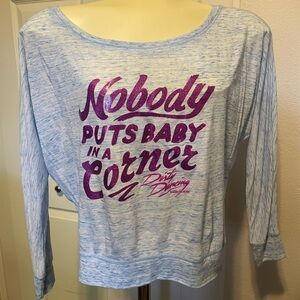 Nobody
PUTS BABY
IN A
Corner
Dirty
Dancing